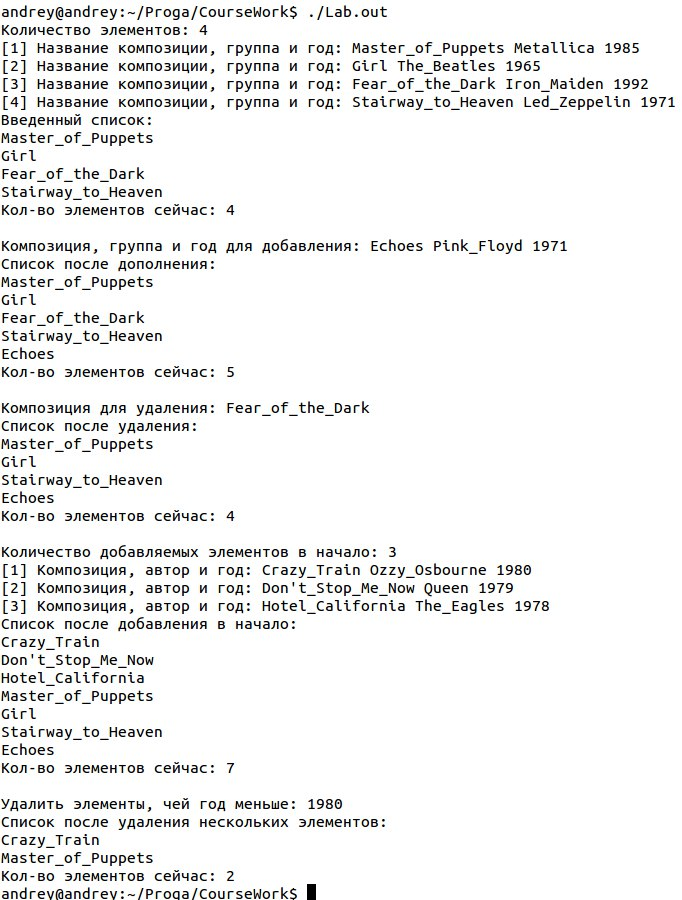 andrey@andrey:~/Proga/CourseWork$ ./Lab.out
Количество элементов: 4
[1] Название композиции, группа и год: Master_of_Puppets Metallica 1985
[2] Название композиции, группа и год: Girl The_Beatles 1965
[3] Название композиции, группа и год: Fear_of_the_Dark Iron_Maiden 1992
[4] Название композиции, группа и год: Stairway_to_Heaven Led_Zeppelin 1971
Введенный список:
Master_of_Puppets
Girl
Fear_of_the_Dark
Stairway_to_Heaven
Кол-во элементов сейчас: 4
Композиция, группа и год для добавления: Echoes Pink_Floyd 1971
Список после дополнения:
Master_of_Puppets
Girl
Fear_of_the_Dark
Stairway_to_Heaven
Echoes
Кол-во элементов сейчас: 5
Композиция для удаления: Fear_of_the_Dark
Список после удаления:
Master_of_Puppets
Girl
Stairway_to_Heaven
Echoes
Кол-во элементов сейчас: 4
Количество добавляемых элементов в начало: 3
[1] Композиция, автор и год: Crazy_Train Ozzy_Osbourne 1980
[2] Композиция, автор и год: Don't_Stop_Me_Now Queen 1979
[3] Композиция, автор и год: Hotel_California The_Eagles 1978
Список после добавления в начало:
Crazy_Train
Don't_Stop_Me_Now
Hotel_California
Master_of_Puppets
Girl
Stairway_to_Heaven
Echoes
Кол-во элементов сейчас: 7
Удалить элементы, чей год меньше: 1980
Список после удаления нескольких элементов:
Crazy_Train
Master_of_Puppets
Кол-во элементов сейчас: 2
andrey@andrey:~/Proga/CourseWork$